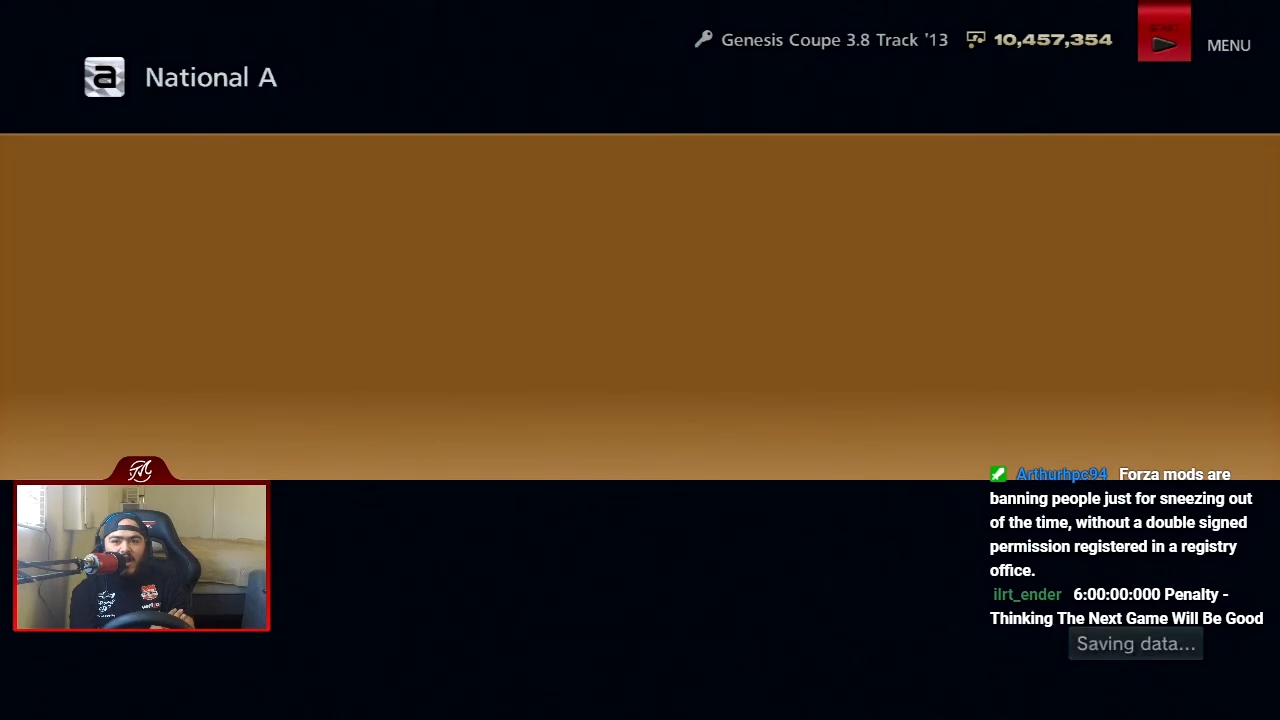 Genesis Coupe 3.8 Track '13 10,457,354 START MENU
a National A
Arthurhpc94 Forza mods are
banning people just for sneezing out
of the time, without a double signed
permission registered in a registry
office.
ilrt_ender 6:00:00:000 Penalty -
Thinking The Next Game Will Be Good
Saving data...